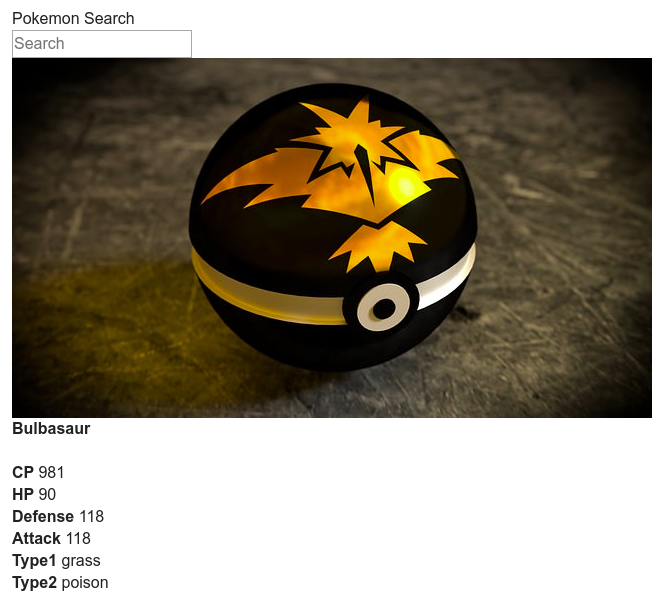 Pokemon Search
Search
Bulbasaur
CP 981
HP 90
Defense 118
Attack 118
Type1 grass
Type2 poison